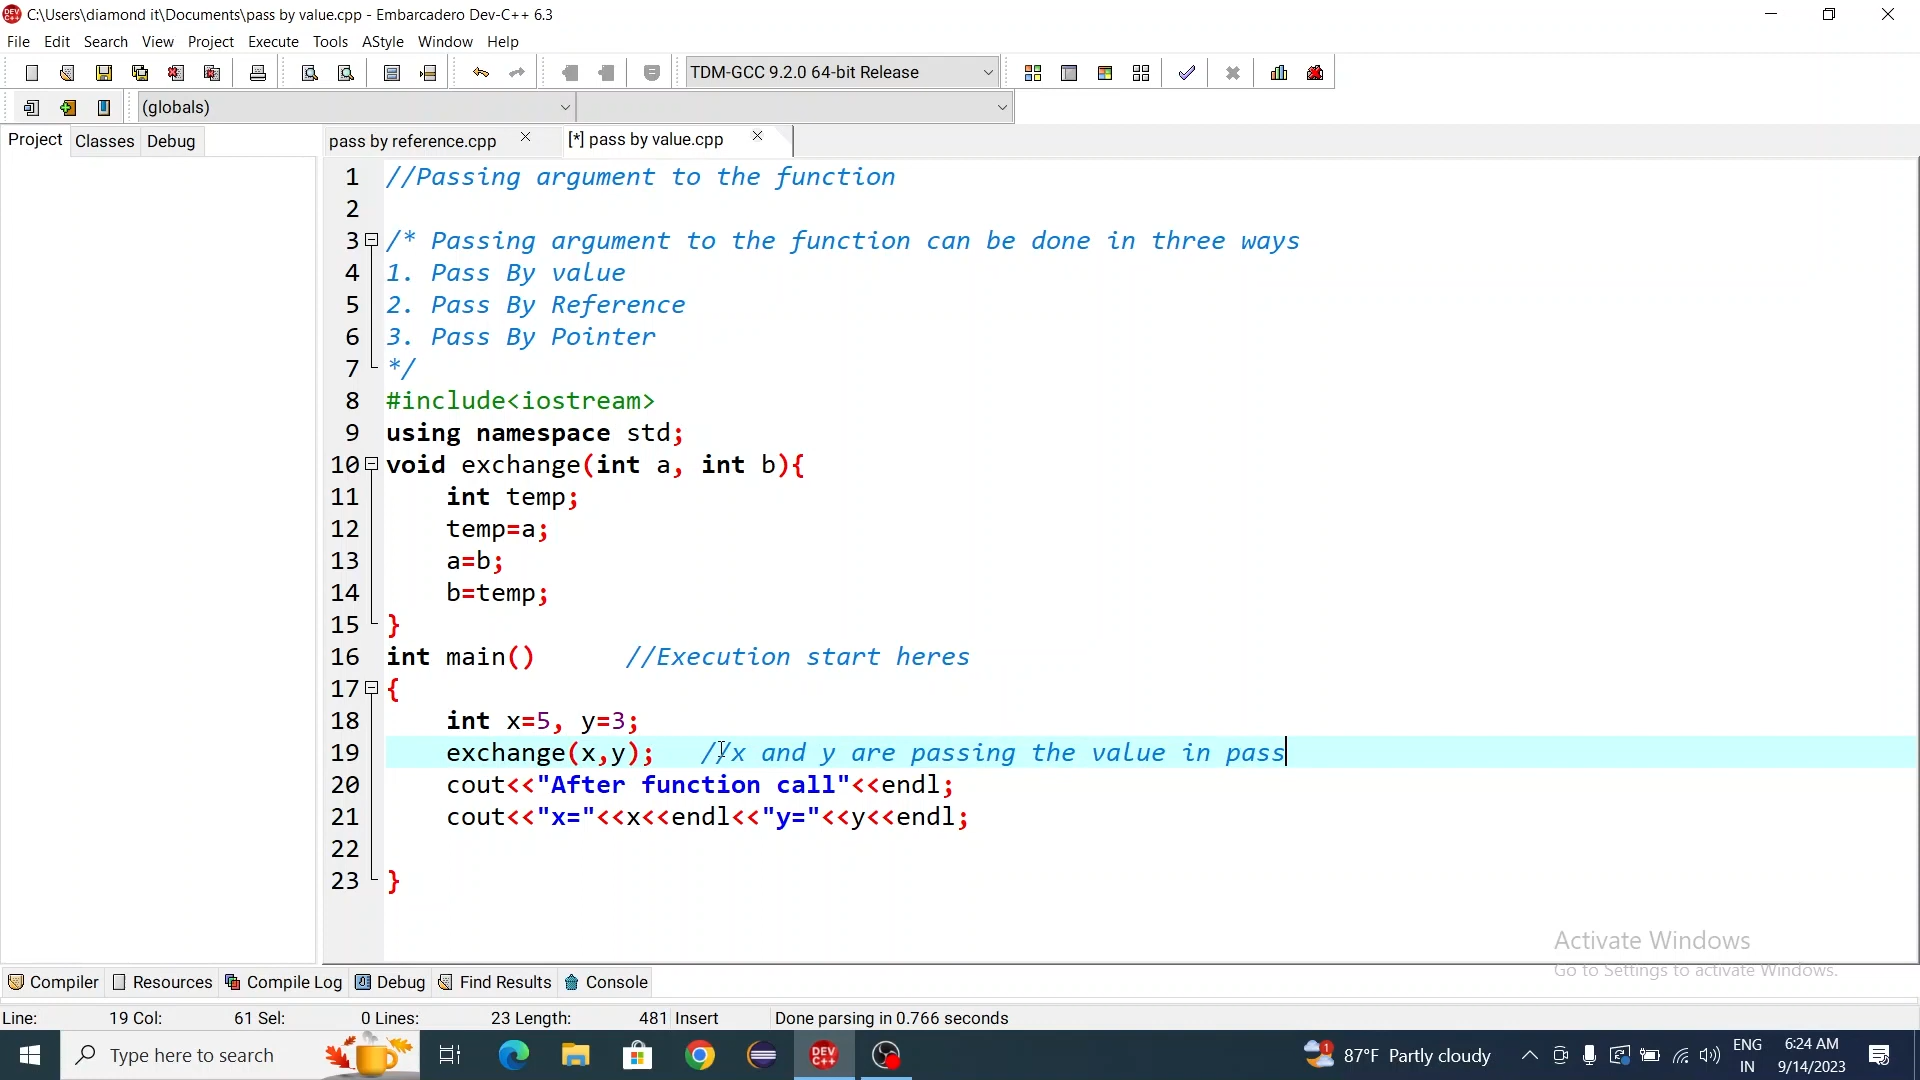 C:\Users\diamond it\Documents\pass by value.cpp - Embarcadero Dev-C++ 6.3
File Edit Search View Project Execute Tools AStyle Window Help
TDM-GCC 9.2.0 64-bit Release
(globals)
Project Classes Debug
pass by reference.cpp [*] pass by value.cpp
1 //Passing argument to the function
2
3 /* Passing argument to the function can be done in three ways
4 1. Pass By value
5 2. Pass By Reference
6 3. Pass By Pointer
7 */
8 #include<iostream>
9 using namespace std;
10 void exchange(int a, int b){
11 int temp;
12 temp=a;
13 a=b;
14 b=temp;
15 }
16 int main() //Execution start heres
17 {
18 int x=5, y=3;
19 exchange(x,y); //x and y are passing the value in pass
20 cout<<"After function call"<<endl;
21 cout<<"x="<<x<<endl<<"y="<<y<<endl;
22
23 }
Activate Windows
Go to Settings to activate Windows.
Compiler Resources Compile Log Debug Find Results Console
Line: 19 Col: 61 Sel: 0 Lines: 23 Length: 481 Insert Done parsing in 0.766 seconds
Type here to search
DEV C++
1 87°F Partly cloudy
ENG
IN
6:24 AM
9/14/2023